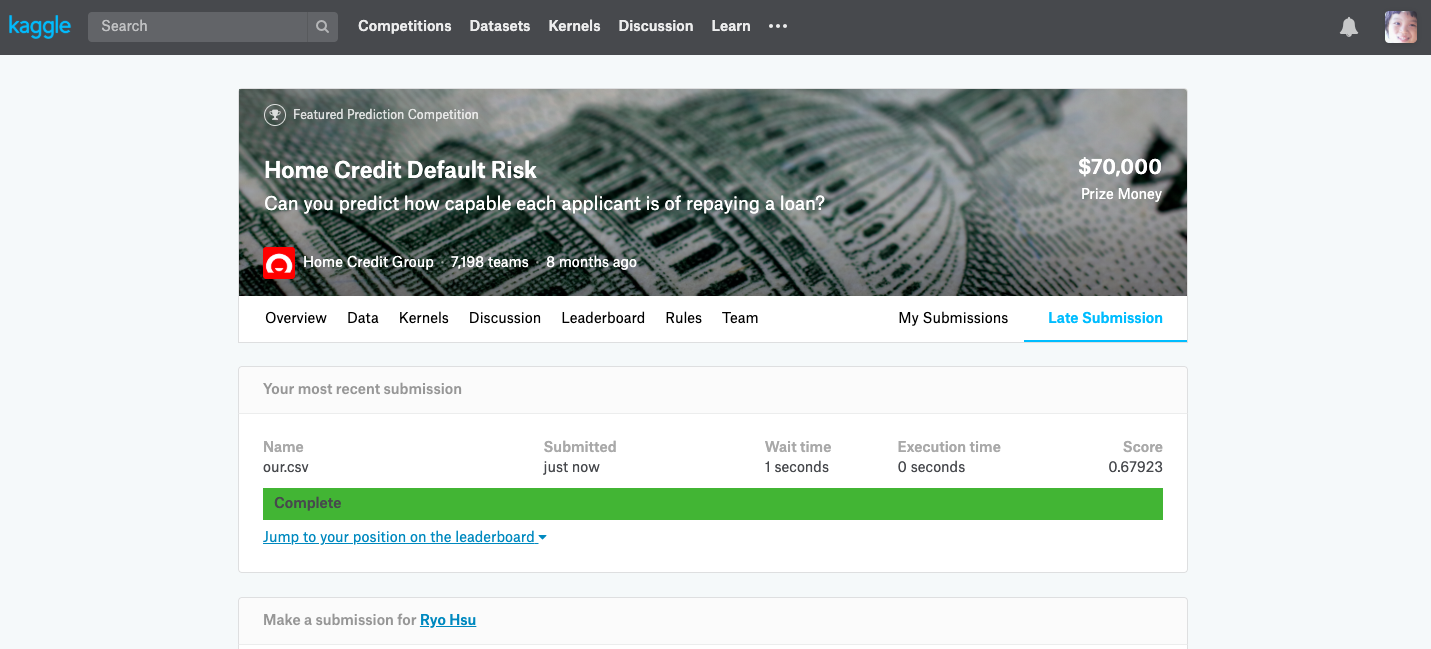 kaggle Search Competitions Datasets Kernels Discussion Learn •••
Featured Prediction Competition
Home Credit Default Risk
$70,000
Can you predict how capable each applicant is of repaying a loan?
Prize Money
Home Credit Group · 7,198 teams · 8 months ago
Overview Data Kernels Discussion Leaderboard Rules Team My Submissions Late Submission
Your most recent submission
Name Submitted Wait time Execution time Score
our.csv just now 1 seconds 0 seconds 0.67923
Complete
Jump to your position on the leaderboard
Make a submission for Ryo Hsu